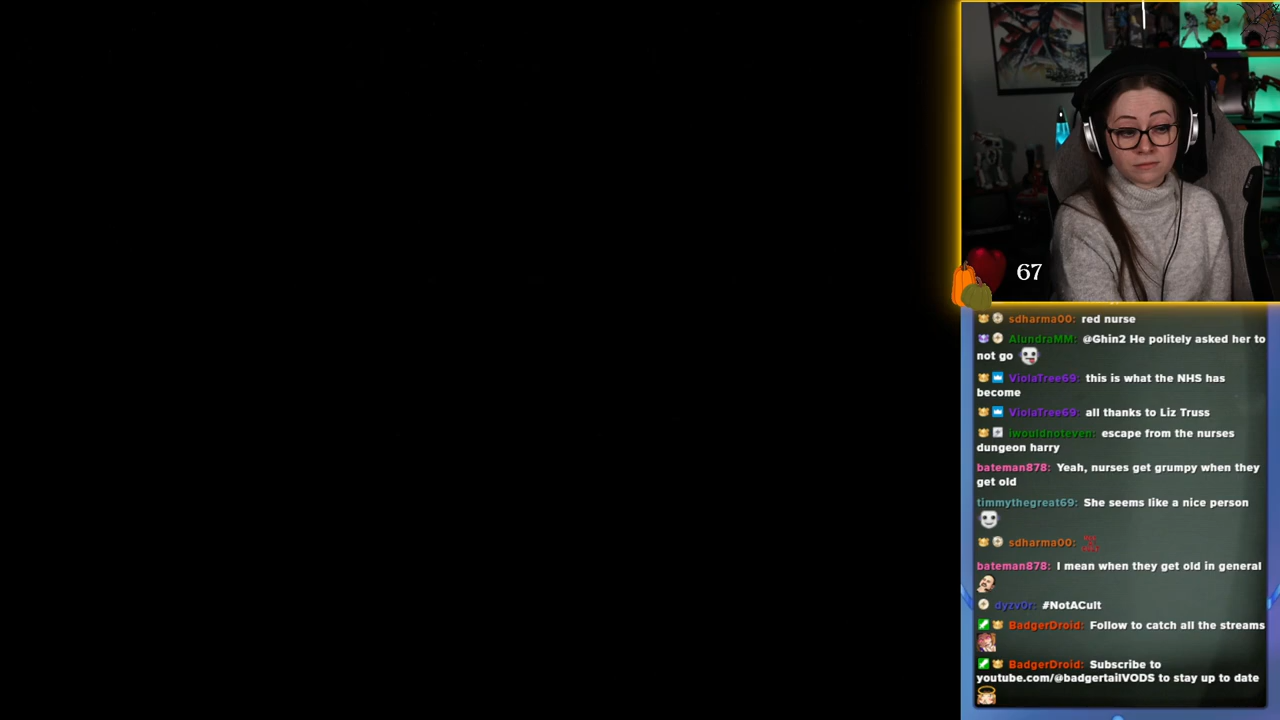 67
sdharma00: red nurse
AlundraMM: @Ghin2 He politely asked her to
not go
ViolaTree69: this is what the NHS has
become
ViolaTree69: all thanks to Liz Truss
iwouldnoteven: escape from the nurses
dungeon harry
bateman878: Yeah, nurses get grumpy when they
get old
timmythegreat69: She seems like a nice person
sdharma00:
bateman878: I mean when they get old in general
dyzv0r: #NotACult
BadgerDroid: Follow to catch all the streams
BadgerDroid: Subscribe to
youtube.com/@badgertailVODS to stay up to date